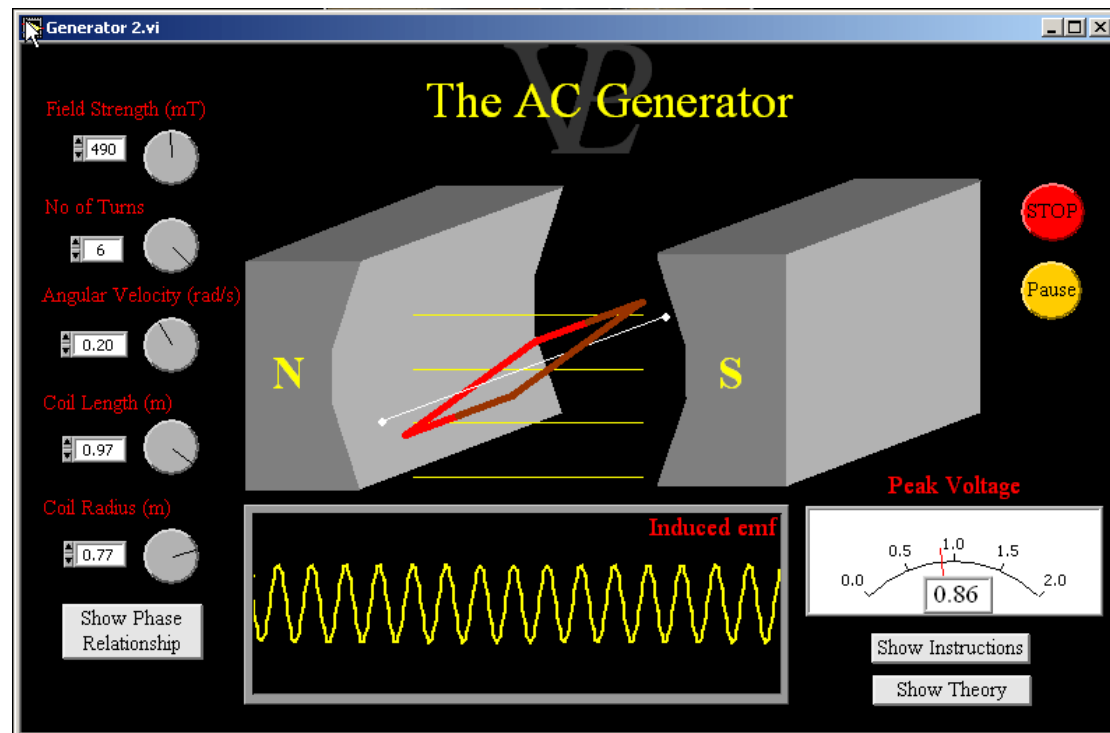 Generator 2.vi
VPL
The AC Generator
Field Strength (mT)
490
No of Turns
6
Angular Velocity (rad/s)
0.20
Coil Length (m)
0.97
Coil Radius (m)
0.77
Show Phase
Relationship
N
S
STOP
Pause
Induced emf
Peak Voltage
0.0 0.5 1.0 1.5 2.0
0.86
Show Instructions
Show Theory